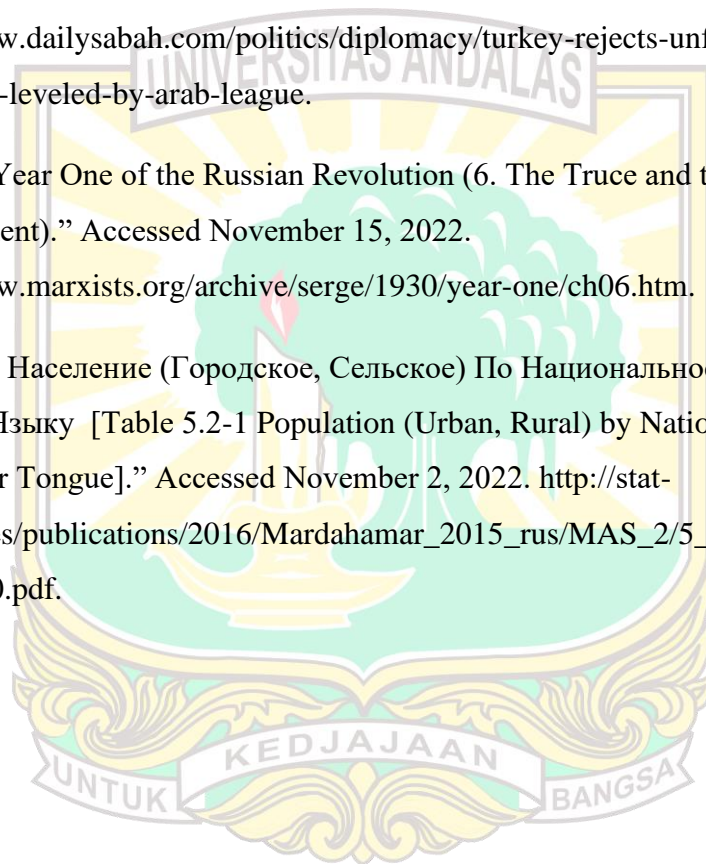 w.dailysabah.com/politics/diplomacy/turkey-rejects-unf
UNIVERSITAS ANDALAS
-leveled-by-arab-league.
Year One of the Russian Revolution (6. The Truce and t
ent).” Accessed November 15, 2022.
w.marxists.org/archive/serge/1930/year-one/ch06.htm.
Население (Городское, Сельское) По Национальнос
Языку [Table 5.2-1 Population (Urban, Rural) by Natio
r Tongue].” Accessed November 2, 2022. http://stat-
es/publications/2016/Mardahamar_2015_rus/MAS_2/5_
).pdf.
KEDJAJAAN
UNTUK BANGSA